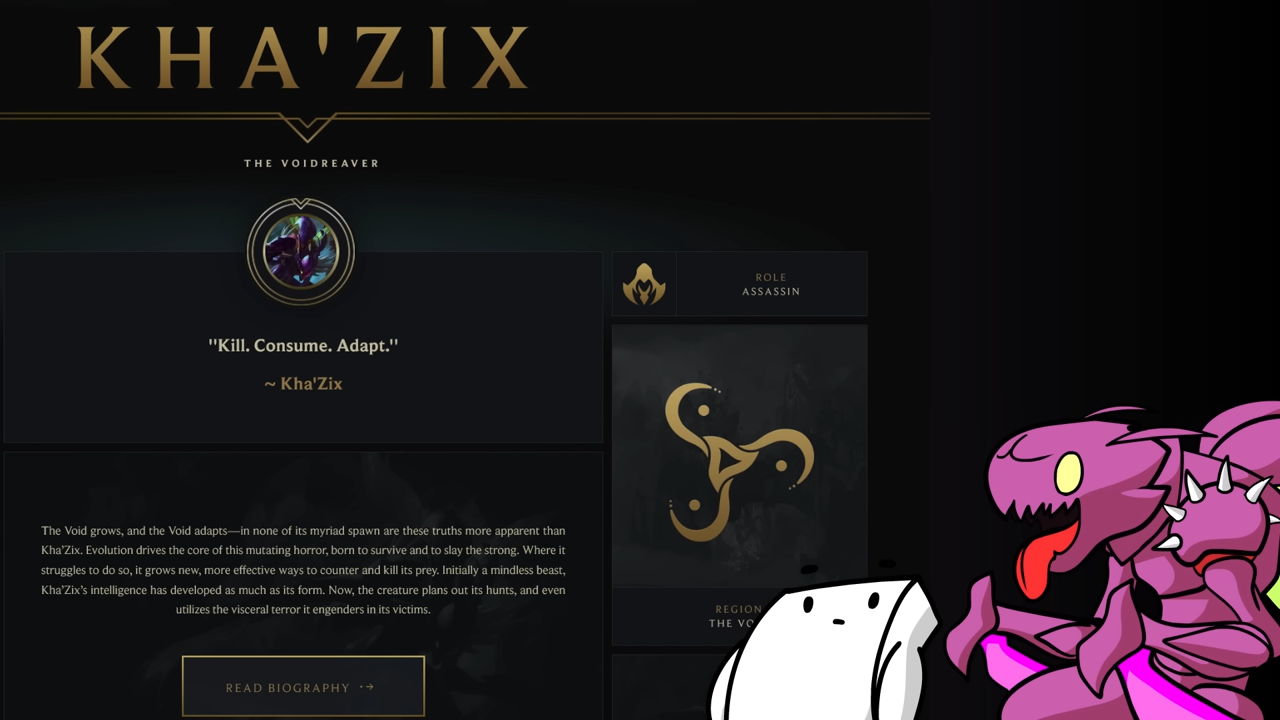 KHA'ZIX
THE VOIDREAVER
"Kill. Consume. Adapt."
~ Kha'Zix
The Void grows, and the Void adapts—in none of its myriad spawn are these truths more apparent than
Kha'Zix. Evolution drives the core of this mutating horror, born to survive and to slay the strong. Where it
struggles to do so, it grows new, more effective ways to counter and kill its prey. Initially a mindless beast,
Kha'Zix's intelligence has developed as much as its form. Now, the creature plans out its hunts, and even
utilizes the visceral terror it engenders in its victims.
READ BIOGRAPHY
ROLE
ASSASSIN
REGION
THE VO